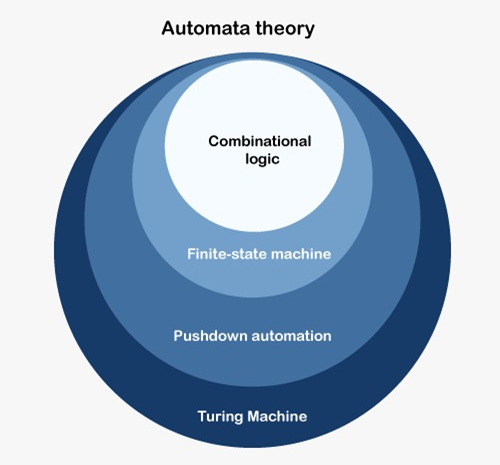 Automata theory
Combinational
logic
Finite-state machine
Pushdown automation
Turing Machine